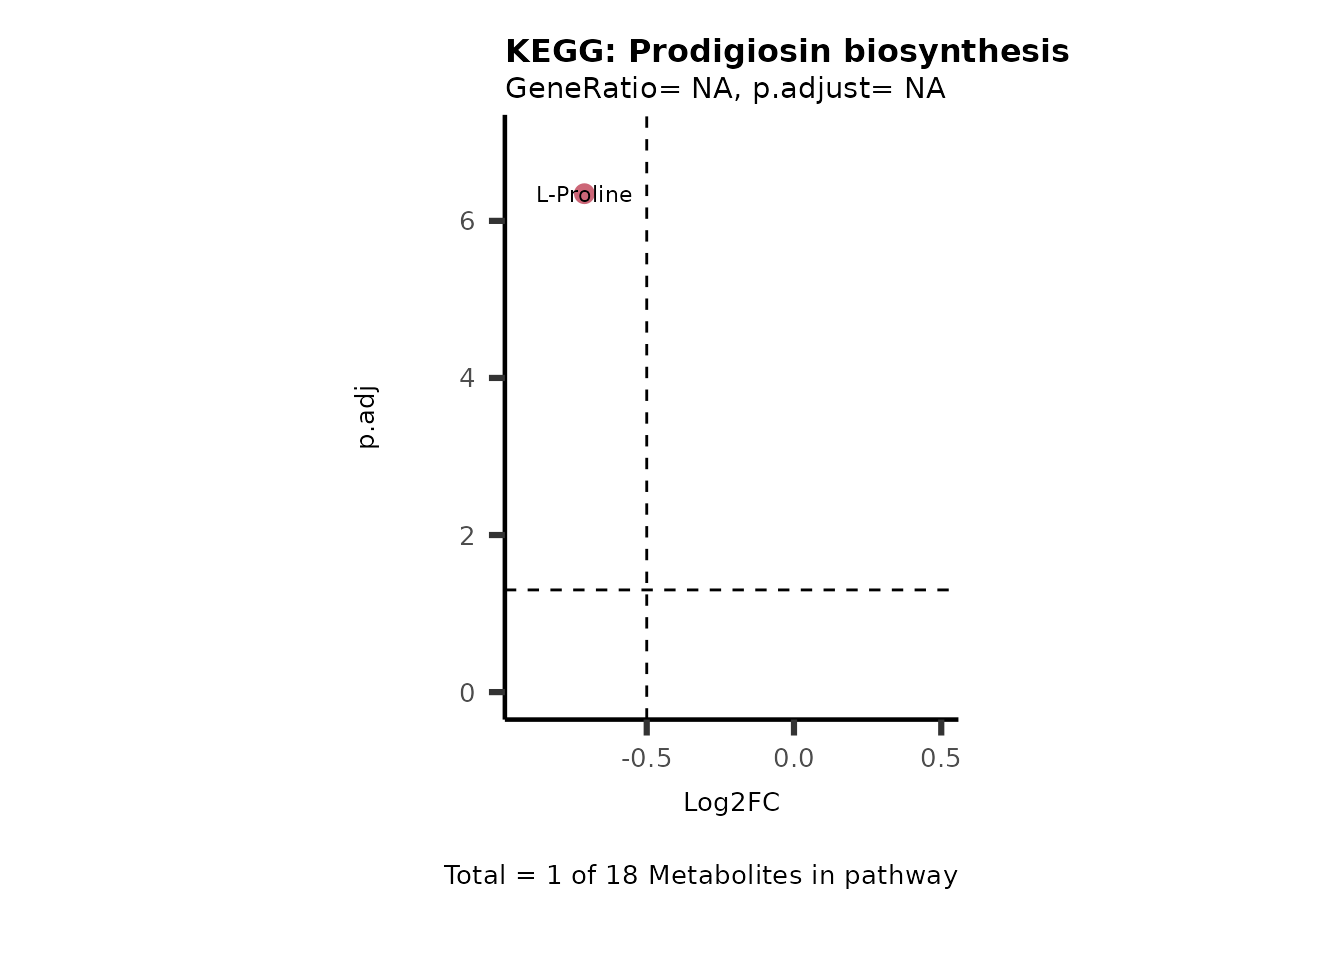 KEGG: Prodigiosin biosynthesis
GeneRatio= NA, p.adjust= NA
L-Proline
6
4
2
0
p.adj
-0.5 0.0 0.5
Log2FC
Total = 1 of 18 Metabolites in pathway